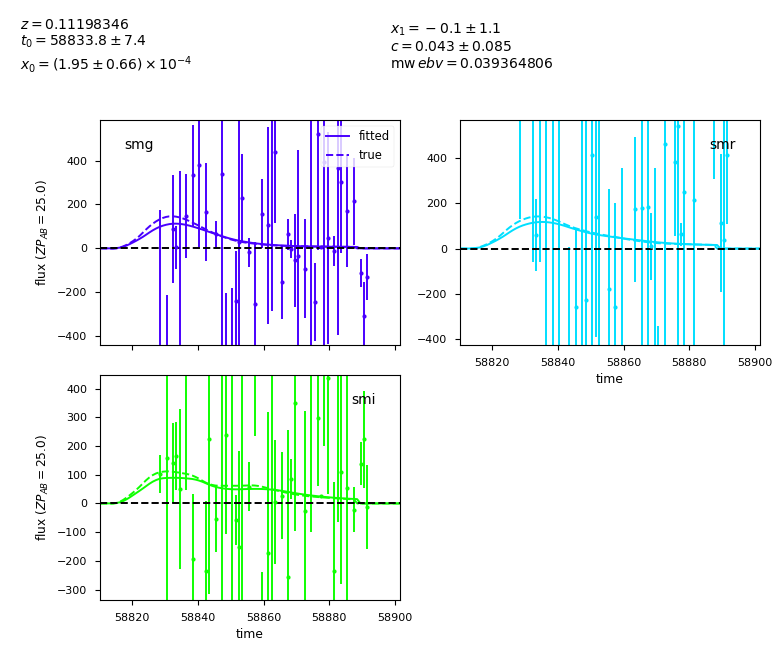 z = 0.11198346
t₀ = 58833.8 ± 7.4
x₀ = (1.95 ± 0.66) × 10⁻⁴
x₁ = − 0.1 ± 1.1
c = 0.043 ± 0.085
mw ebv = 0.039364806
smg
fitted
true
400
200
0
−200
−400
flux (ZP_AB = 25.0)
smr
400
200
0
−200
−400
58820 58840 58860 58880 58900
time
smi
400
300
200
100
0
−100
−200
−300
flux (ZP_AB = 25.0)
58820 58840 58860 58880 58900
time